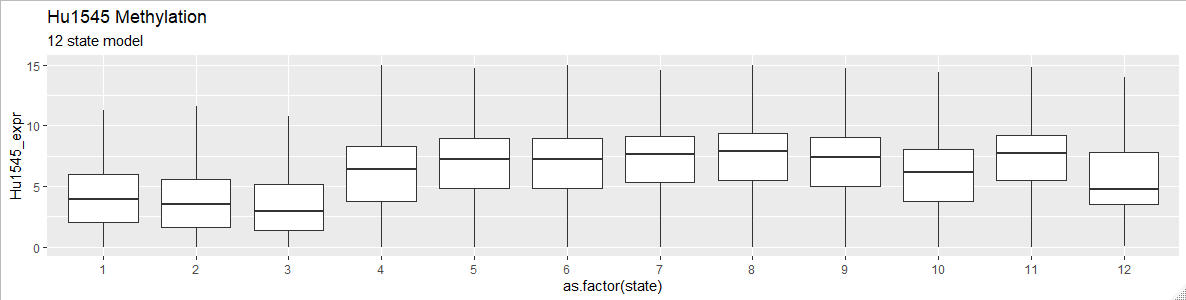 Hu1545 Methylation
12 state model
Hu1545_expr
15
10
5
0
1 2 3 4 5 6 7 8 9 10 11 12
as.factor(state)